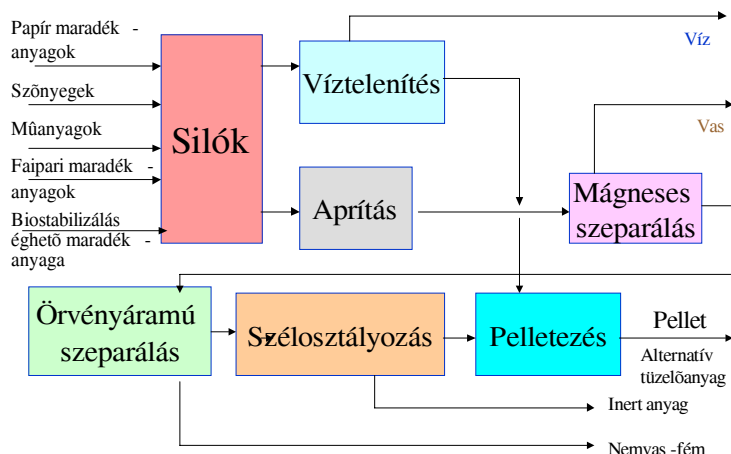 Papír maradék -
anyagok
Szõnyegek
Mûanyagok
Faipari maradék -
anyagok
Biostabilizálás
éghetõ maradék -
anyaga
Silók
Víztelenítés
Víz
Aprítás
Vas
Mágneses
szeparálás
Örvényáramú
szeparálás
Szélosztályozás
Pelletezés
Pellet
Alternatív
tüzelõanyag
Inert anyag
Nemvas -fém